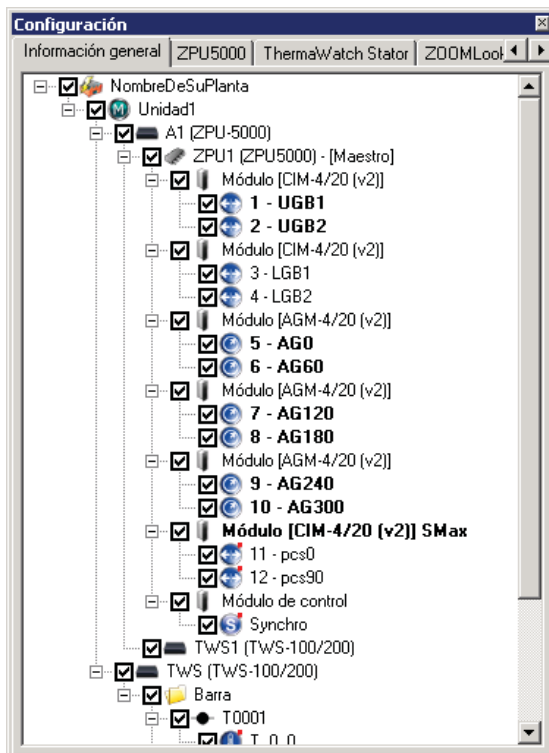 Configuración
Información general ZPU5000 ThermaWatch Stator ZOOMLook
NombreDeSuPlanta
Unidad1
A1 (ZPU-5000)
ZPU1 (ZPU5000) - [Maestro]
Módulo [CIM-4/20 (v2)]
1 - UGB1
2 - UGB2
Módulo [CIM-4/20 (v2)]
3 - LGB1
4 - LGB2
Módulo [AGM-4/20 (v2)]
5 - AG0
6 - AG60
Módulo [AGM-4/20 (v2)]
7 - AG120
8 - AG180
Módulo [AGM-4/20 (v2)]
9 - AG240
10 - AG300
Módulo [CIM-4/20 (v2)] SMax
11 - pcs0
12 - pcs90
Módulo de control
Synchro
TWS1 (TWS-100/200)
TWS (TWS-100/200)
Barra
T0001
T_0_0